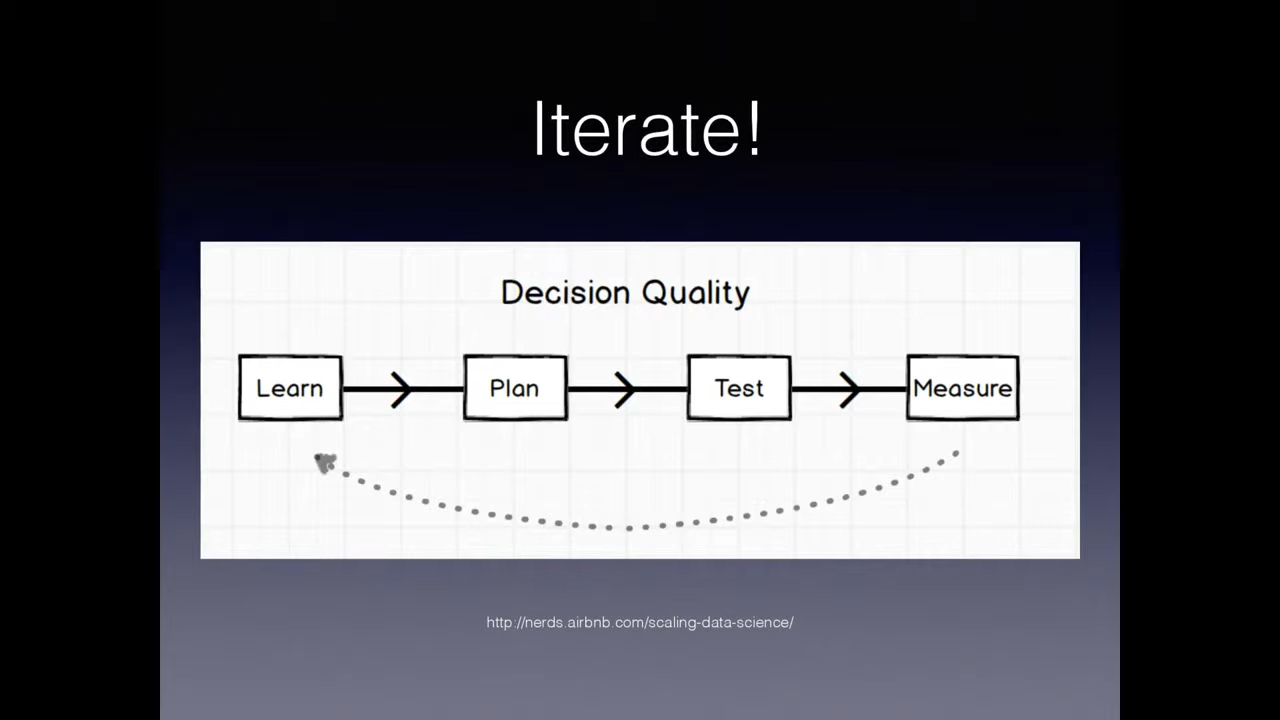 Iterate!
Decision Quality
Learn
Plan
Test
Measure
http://nerds.airbnb.com/scaling-data-science/